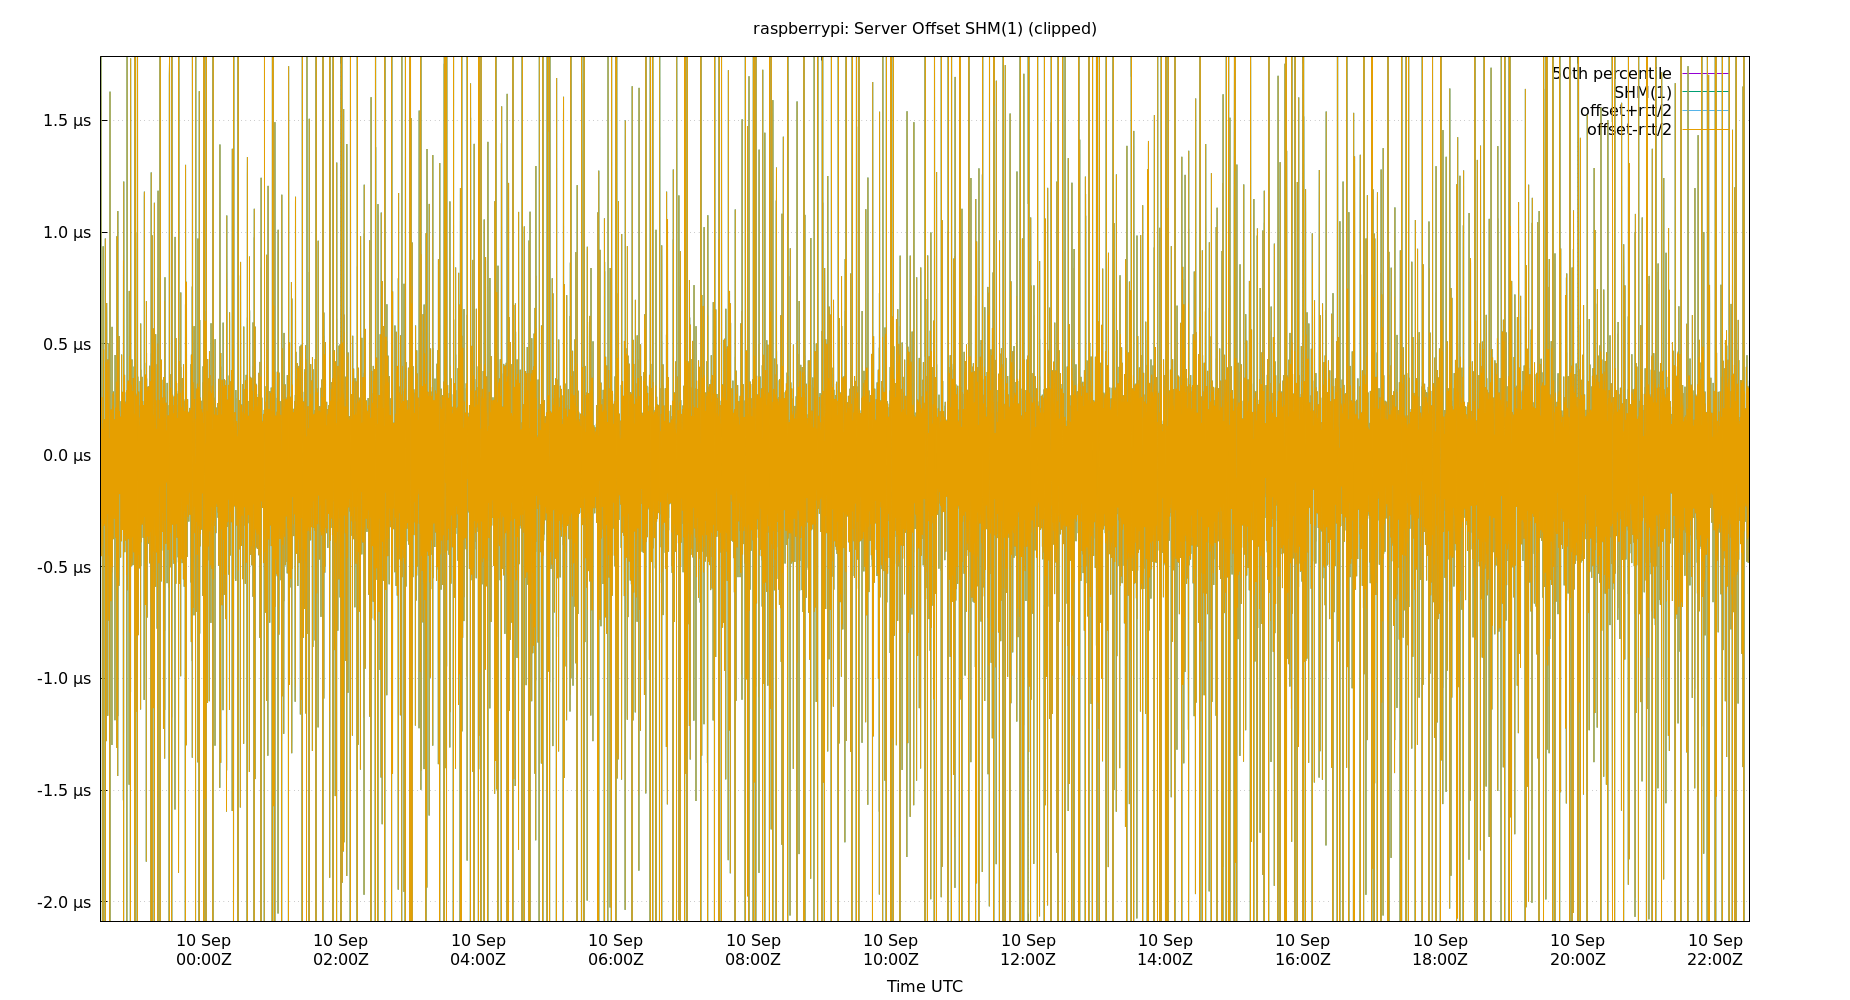 raspberrypi: Server Offset SHM(1) (clipped)
50th percentile
SHM(1)
offset+rtt/2
offset-rtt/2
1.5 µs
1.0 µs
0.5 µs
0.0 µs
-0.5 µs
-1.0 µs
-1.5 µs
-2.0 µs
10 Sep 10 Sep 10 Sep 10 Sep 10 Sep 10 Sep 10 Sep 10 Sep 10 Sep 10 Sep 10 Sep 10 Sep
00:00Z 02:00Z 04:00Z 06:00Z 08:00Z 10:00Z 12:00Z 14:00Z 16:00Z 18:00Z 20:00Z 22:00Z
Time UTC